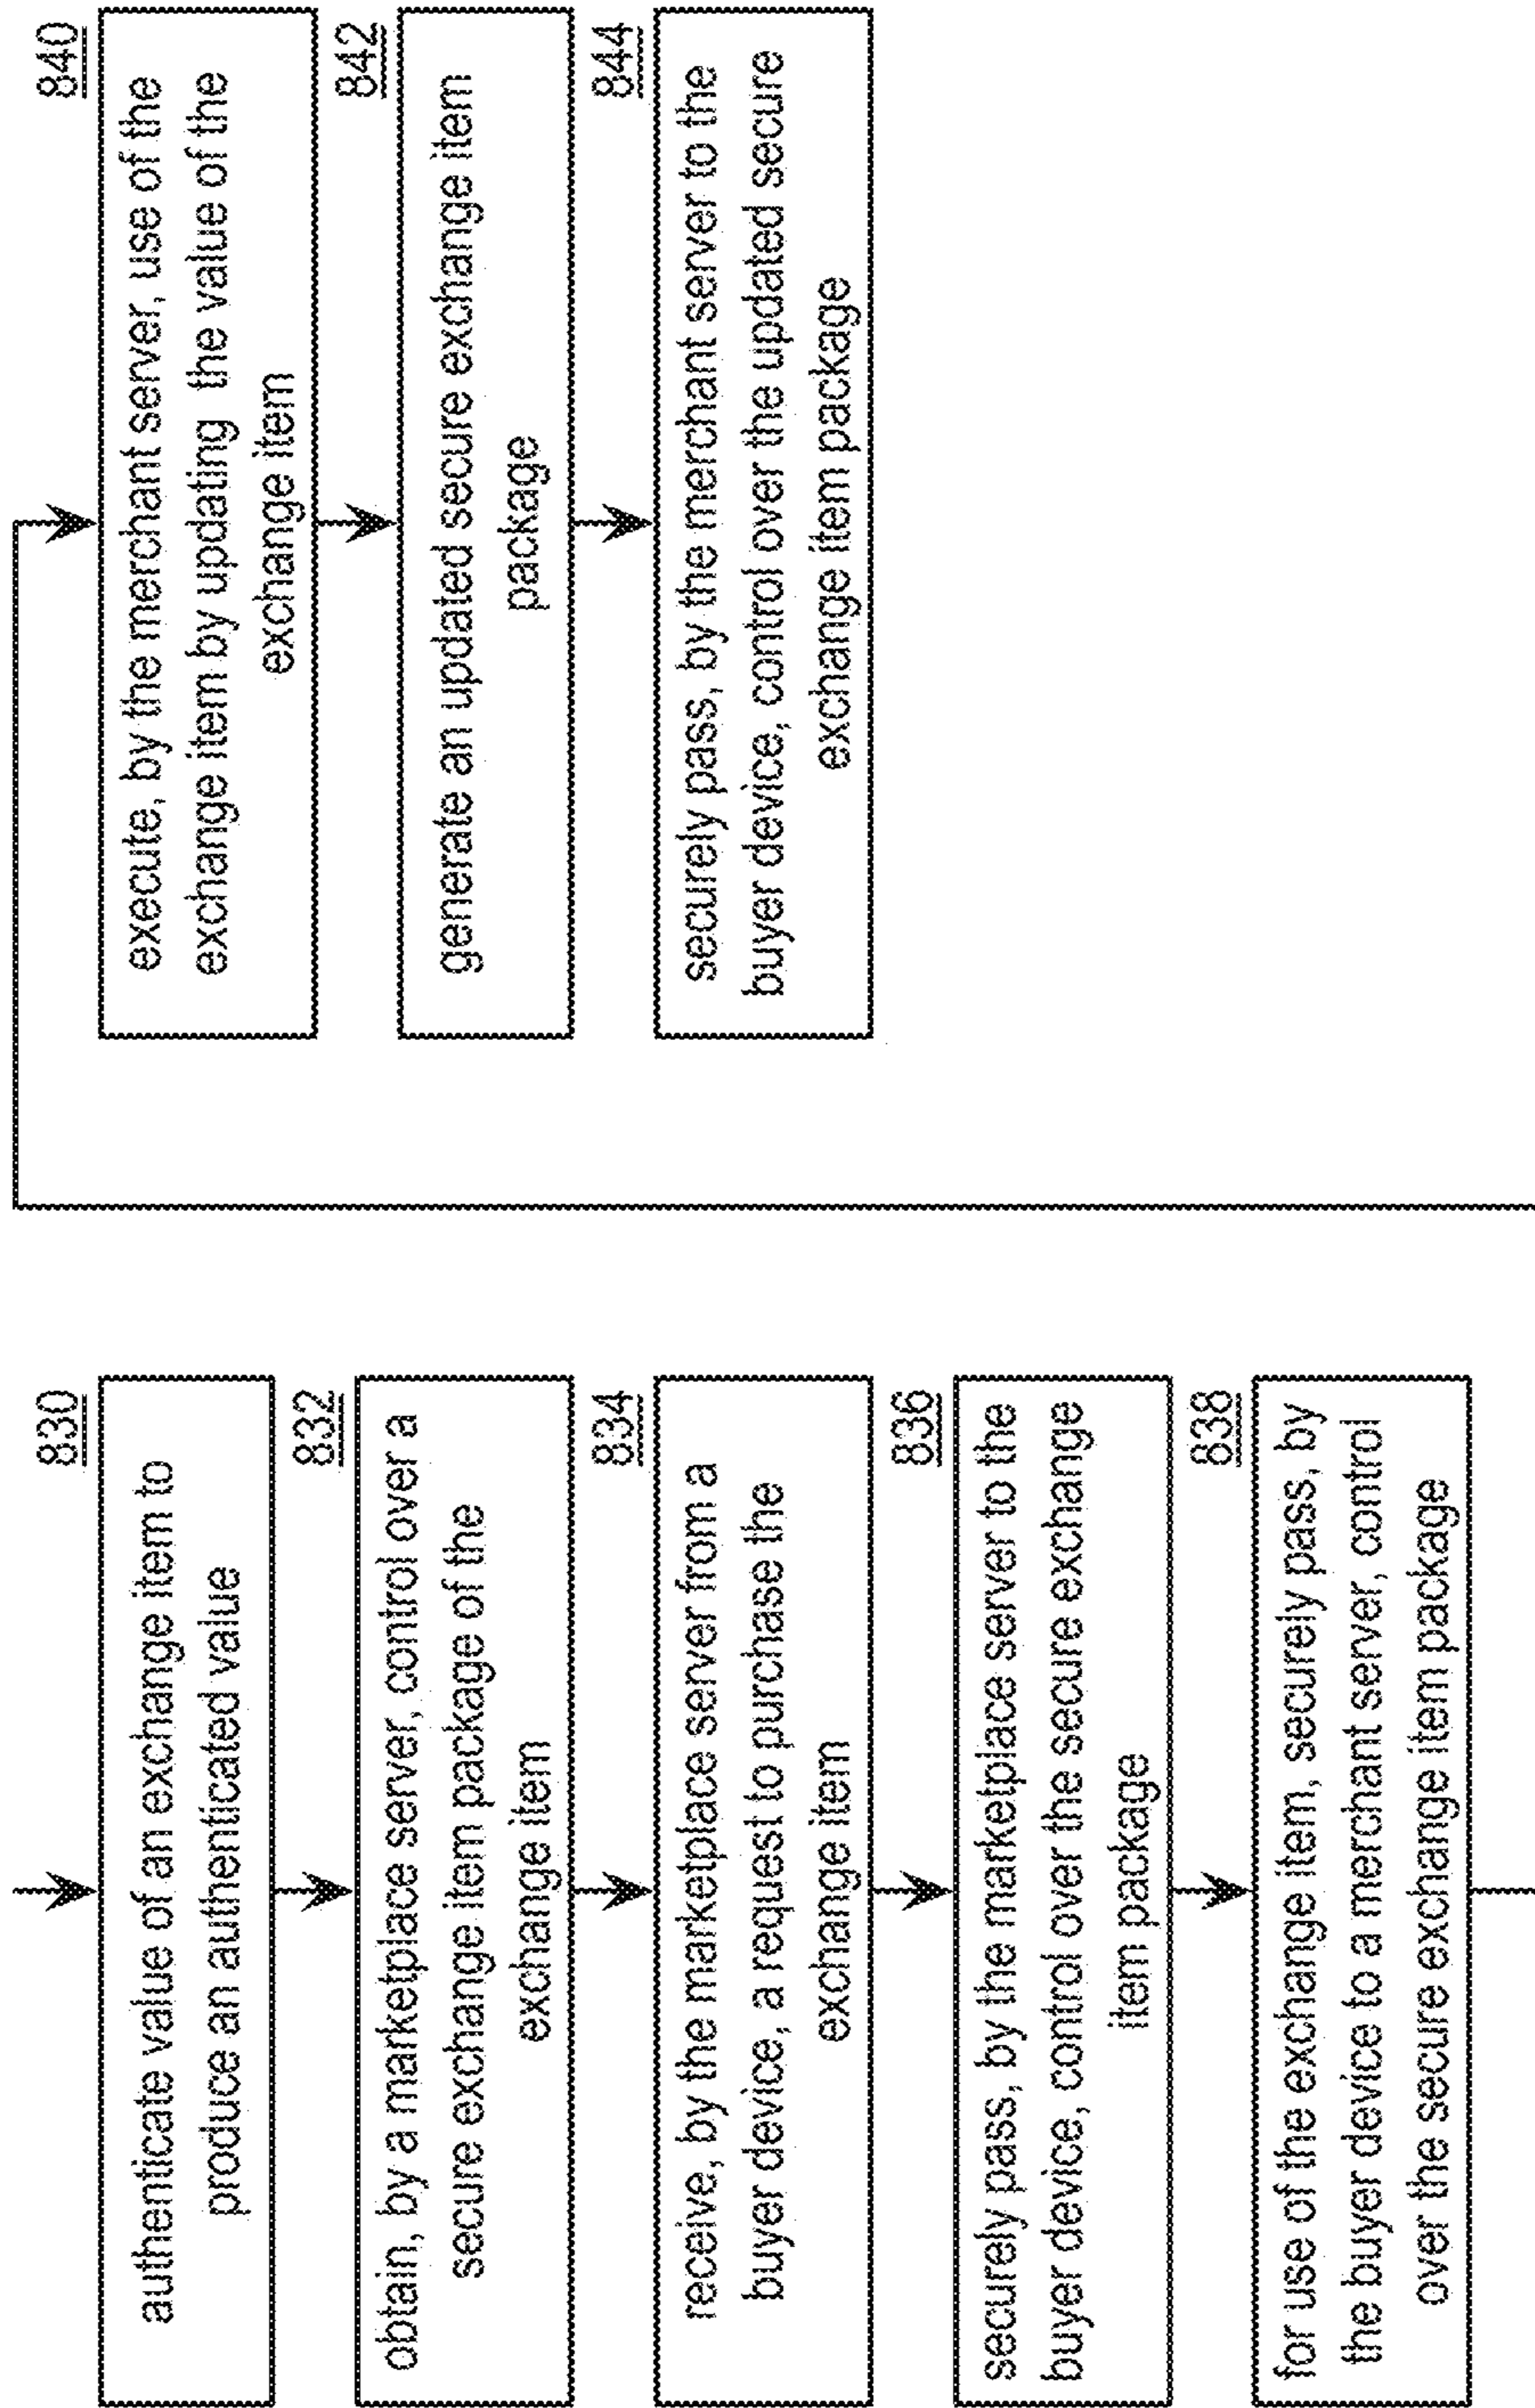 830
authenticate value of an exchange item to
produce an authenticated value
832
obtain, by a marketplace server, control over a
secure exchange item package of the
exchange item
834
receive, by the marketplace server from a
buyer device, a request to purchase the
exchange item
836
securely pass, by the marketplace server to the
buyer device, control over the secure exchange
item package
838
for use of the exchange item, securely pass, by
the buyer device to a merchant server, control
over the secure exchange item package
840
execute, by the merchant server, use of the
exchange item by updating the value of the
exchange item
842
generate an updated secure exchange item
package
844
securely pass, by the merchant server to the
buyer device, control over the updated secure
exchange item package